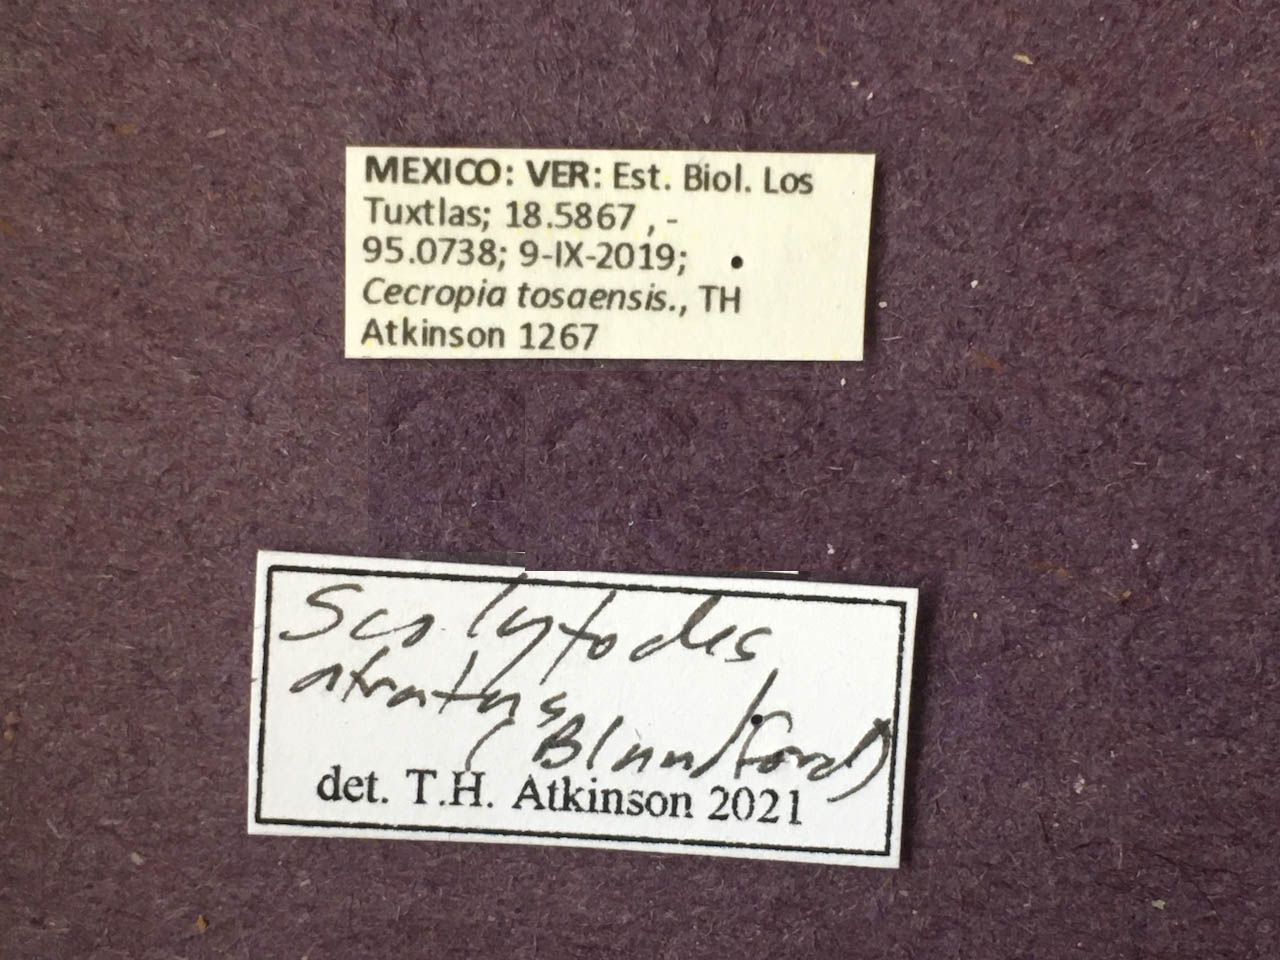 MEXICO: VER: Est. Biol. Los
Tuxtlas; 18.5867 , -
95.0738; 9-IX-2019;
Cecropia tosaensis., TH
Atkinson 1267
Scolytodes
atratus
(Blandford)
det. T.H. Atkinson 2021